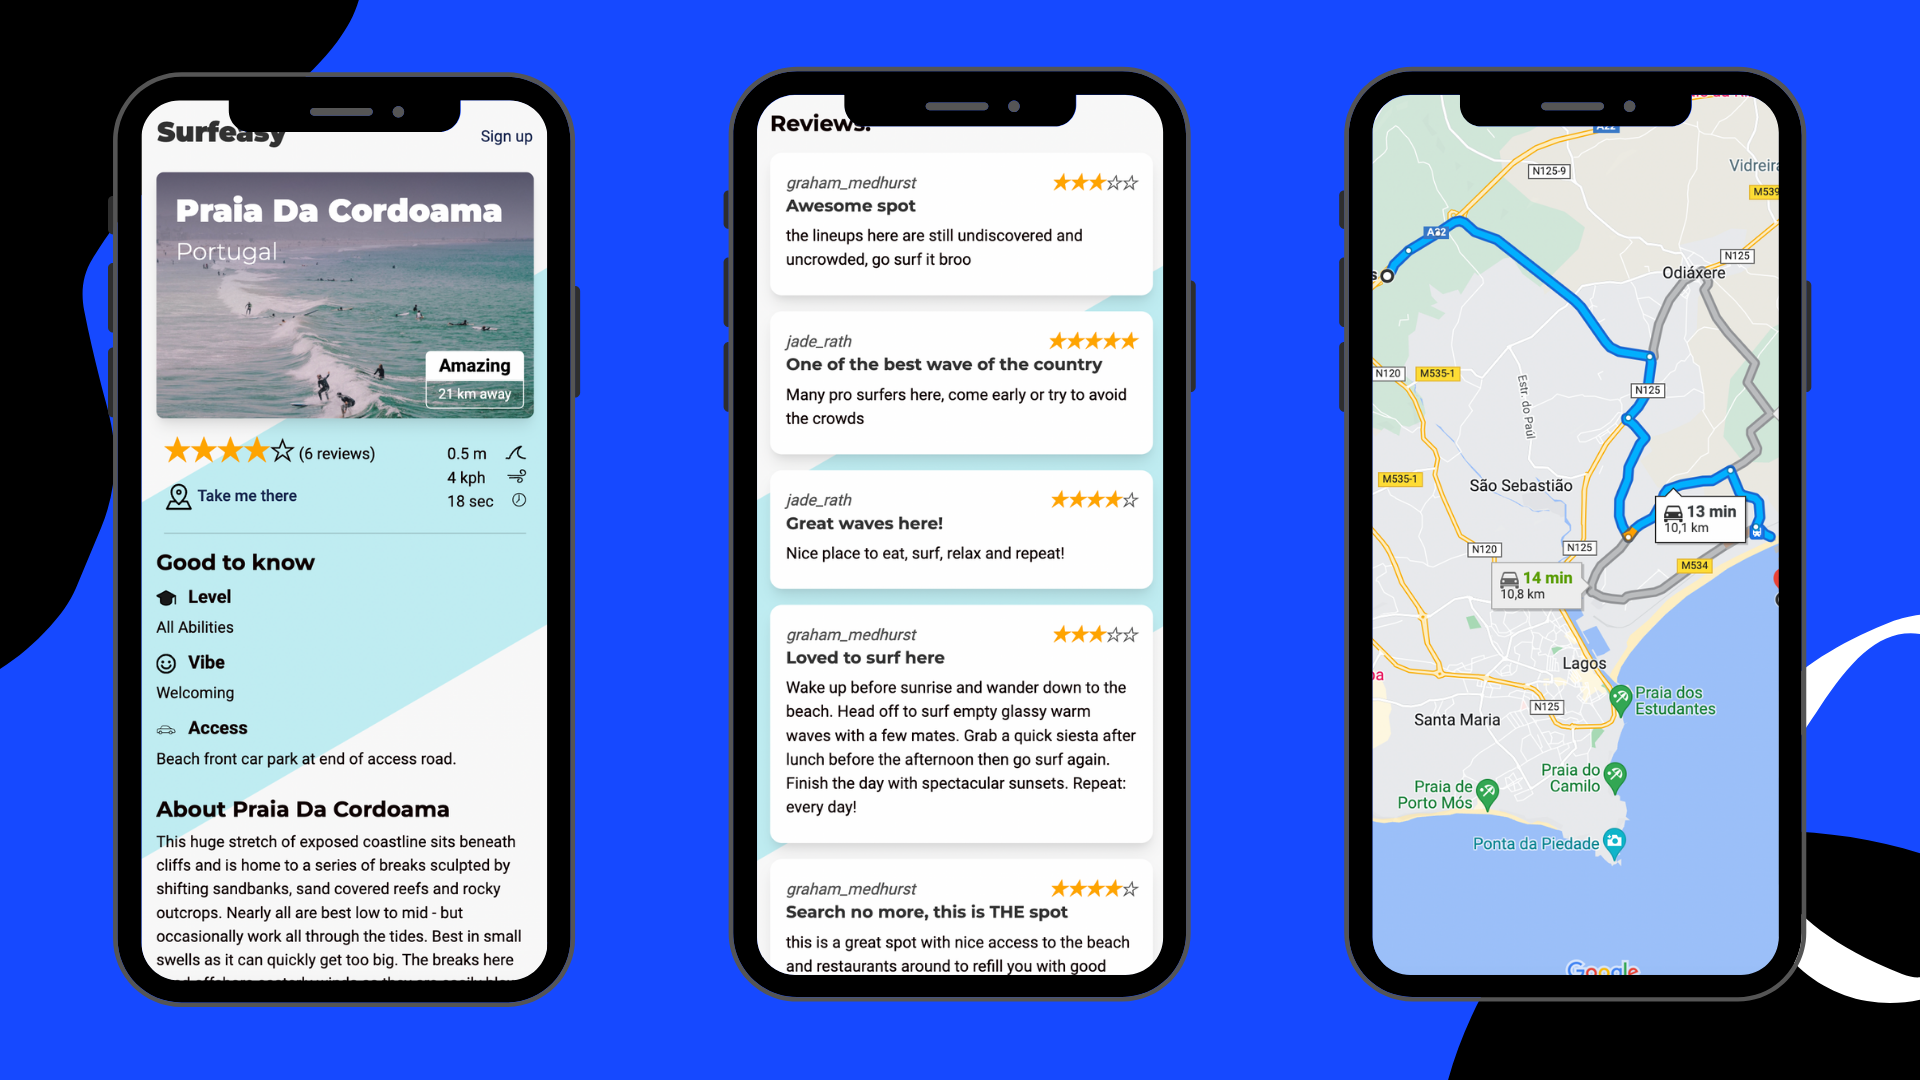 Surfeasy
Sign up
Praia Da Cordoama
Portugal
Amazing
21 km away
(6 reviews)
0.5 m
4 kph
Take me there
18 sec
Good to know
Level
All Abilities
Vibe
Welcoming
Access
Beach front car park at end of access road.
About Praia Da Cordoama
This huge stretch of exposed coastline sits beneath
cliffs and is home to a series of breaks sculpted by
shifting sandbanks, sand covered reefs and rocky
outcrops. Nearly all are best low to mid - but
occasionally work all through the tides. Best in small
swells as it can quickly get too big. The breaks here
Reviews:
graham_medhurst
Awesome spot
the lineups here are still undiscovered and
uncrowded, go surf it broo
jade_rath
One of the best wave of the country
Many pro surfers here, come early or try to avoid
the crowds
jade_rath
Great waves here!
Nice place to eat, surf, relax and repeat!
graham_medhurst
Loved to surf here
Wake up before sunrise and wander down to the
beach. Head off to surf empty glassy warm
waves with a few mates. Grab a quick siesta after
lunch before the afternoon then go surf again.
Finish the day with spectacular sunsets. Repeat:
every day!
graham_medhurst
Search no more, this is THE spot
this is a great spot with nice access to the beach
and restaurants around to refill you with good
A22
N125-9
Vidreira
M539
A22
N125
Odiáxere
s
N120
M535-1
N125
Estr. do Paúl
M535-1
São Sebastião
13 min
10,1 km
N120
N125
M534
14 min
10,8 km
Lagos
oa
Praia dos
Estudantes
N125
Santa Maria
Praia do
Camilo
Praia de
Porto Mós
Ponta da Piedade
Google